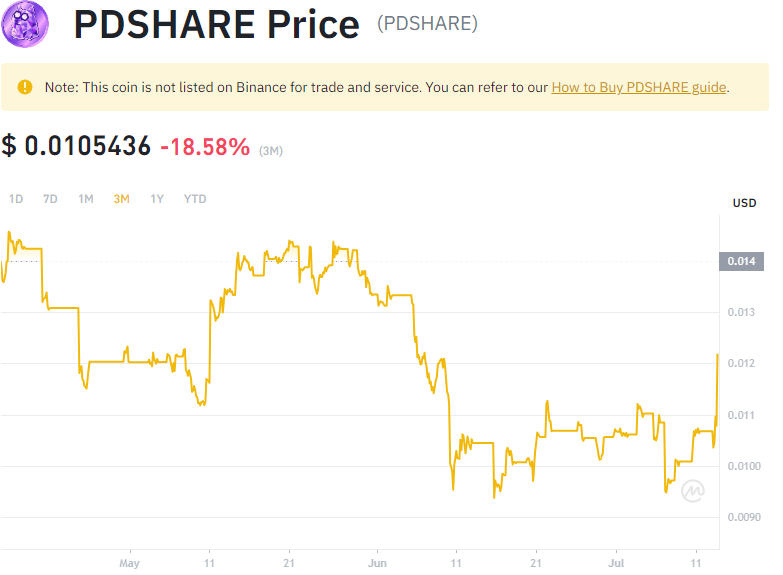 PDSHARE Price (PDSHARE)
Note: This coin is not listed on Binance for trade and service. You can refer to our How to Buy PDSHARE guide.
$ 0.0105436 -18.58% (3M)
1D 7D 1M 3M 1Y YTD
USD
0.014
0.013
0.012
0.011
0.0100
0.0090
May 11 21 Jun 11 21 Jul 11